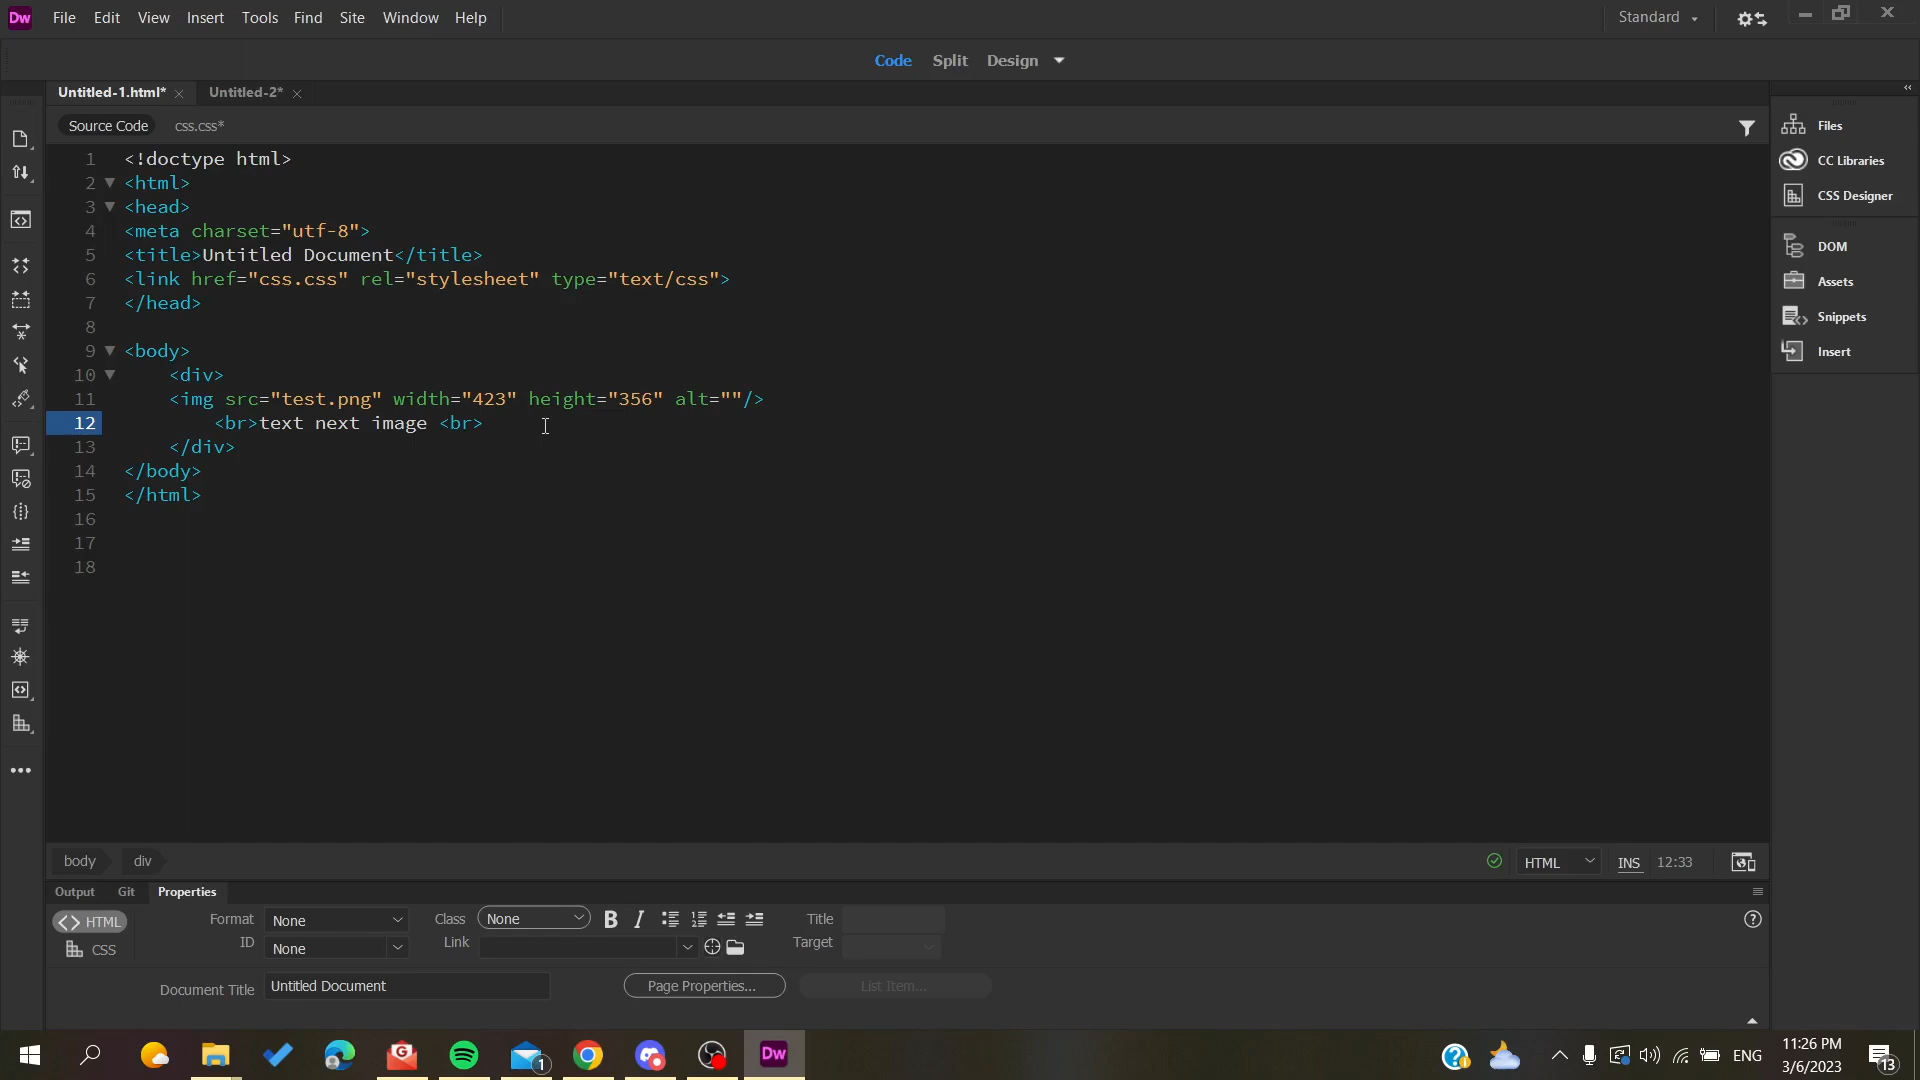 Dw File Edit View Insert Tools Find Site Window Help Standard
Code Split Design
Untitled-1.html* Untitled-2*
Source Code css.css*
1 <!doctype html>
2 <html>
3 <head>
4 <meta charset="utf-8">
5 <title>Untitled Document</title>
6 <link href="css.css" rel="stylesheet" type="text/css">
7 </head>
8
9 <body>
10 <div>
11 <img src="test.png" width="423" height="356" alt=""/>
12 <br>text next image <br>
13 </div>
14 </body>
15 </html>
16
17
18
Files
CC Libraries
CSS Designer
DOM
Assets
Snippets
Insert
body div HTML INS 12:33
Output Git Properties
<> HTML Format None Class None B I Title
CSS ID None Link Target
Document Title Untitled Document Page Properties... List Item...
1 Dw ENG 11:26 PM
3/6/2023 13